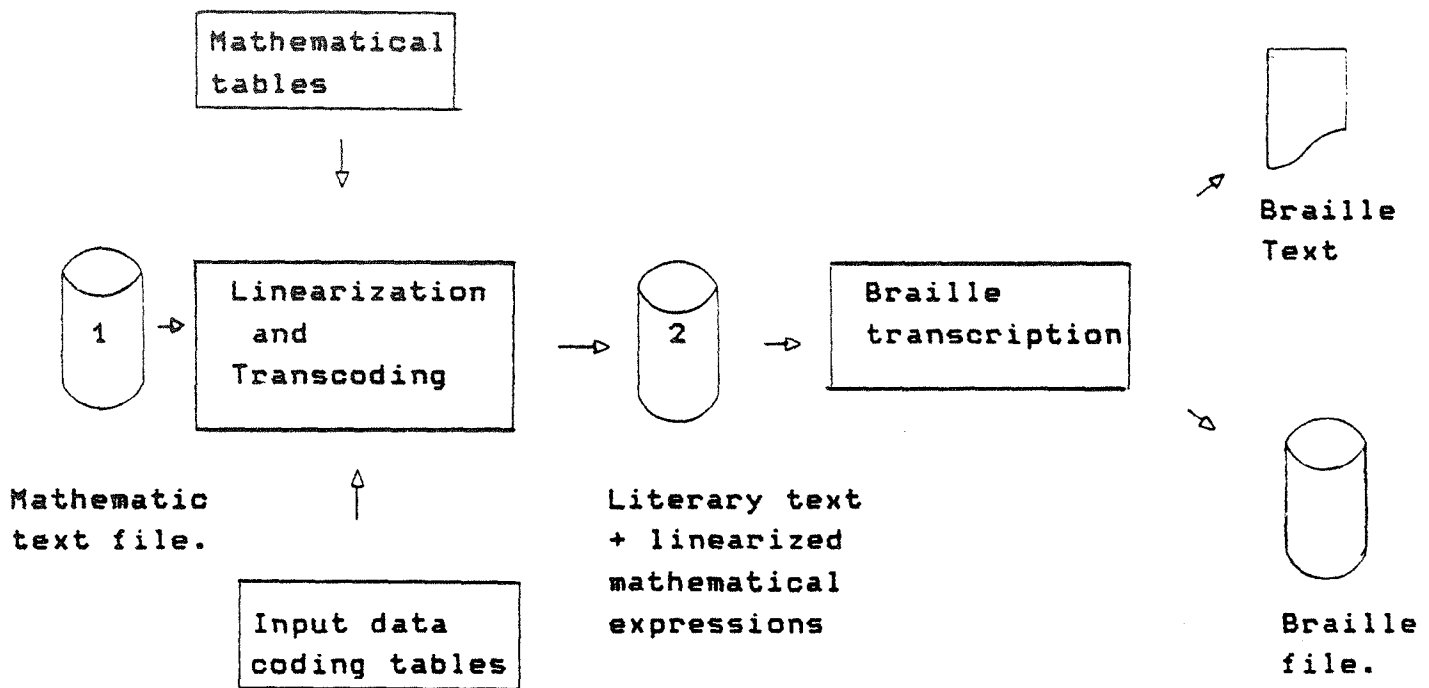 Mathematical
tables
Braille
Text
1
Linearization
and
Transcoding
2
Braille
transcription
Mathematic
text file.
Literary text
+ linearized
mathematical
expressions
Input data
coding tables
Braille
file.